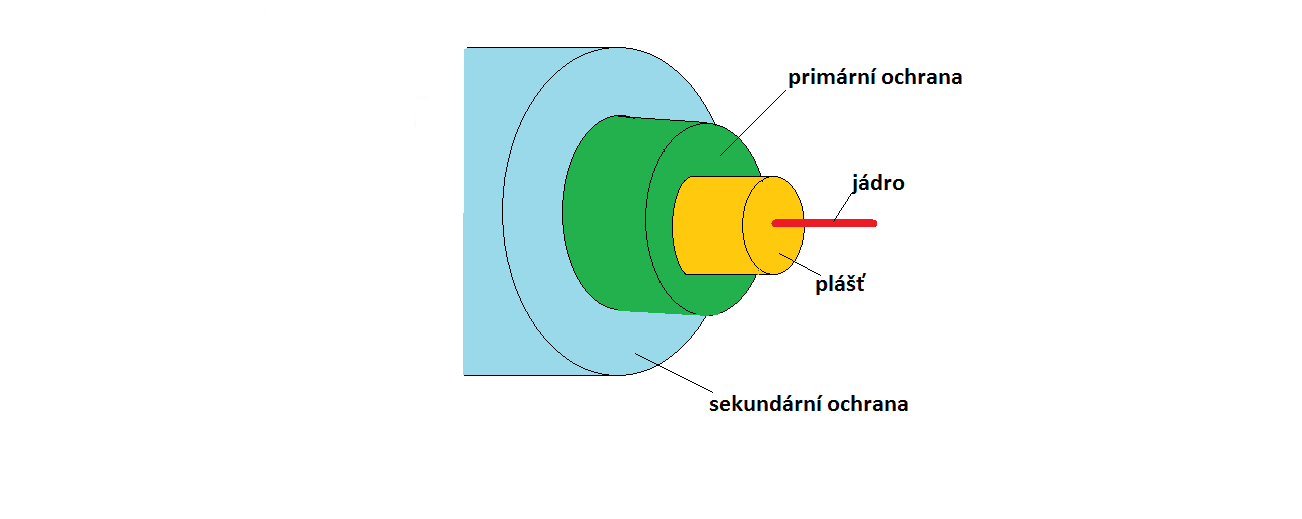 primární ochrana
jádro
plášť
sekundární ochrana